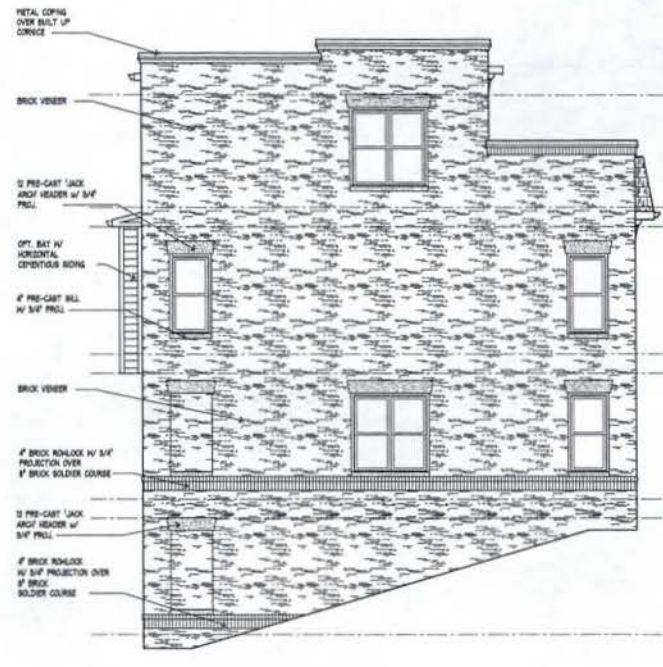 METAL COPING
OVER BUILT UP
CORNICE
BRICK VENEER
12 PRE-CAST 'JACK
ARCH' HEADER W/ 3/4"
PROJ.
OPT. BAY W/
HORIZONTAL
CEMENTIOUS SIDING
4" PRE-CAST SILL
W/ 3/4" PROJ.
BRICK VENEER
4" BRICK ROWLOCK W/ 3/4"
PROJECTION OVER
8" BRICK SOLDIER COURSE
12 PRE-CAST 'JACK
ARCH' HEADER W/
3/4" PROJ.
4" BRICK ROWLOCK
W/ 3/4" PROJECTION OVER
8" BRICK
SOLDIER COURSE